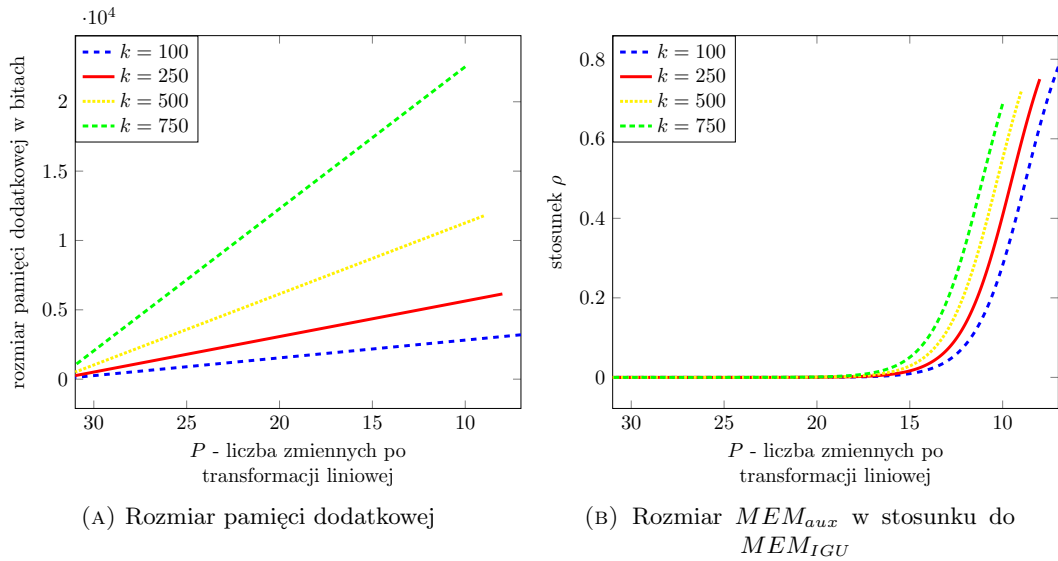 ·10⁴
rozmiar pamięci dodatkowej w bitach
2
1.5
1
0.5
0
k = 100
k = 250
k = 500
k = 750
30
25
20
15
10
P - liczba zmiennych po
transformacji liniowej
(A) Rozmiar pamięci dodatkowej
stosunek ρ
0.8
0.6
0.4
0.2
0
k = 100
k = 250
k = 500
k = 750
30
25
20
15
10
P - liczba zmiennych po
transformacji liniowej
(B) Rozmiar MEM_aux w stosunku do
MEM_IGU